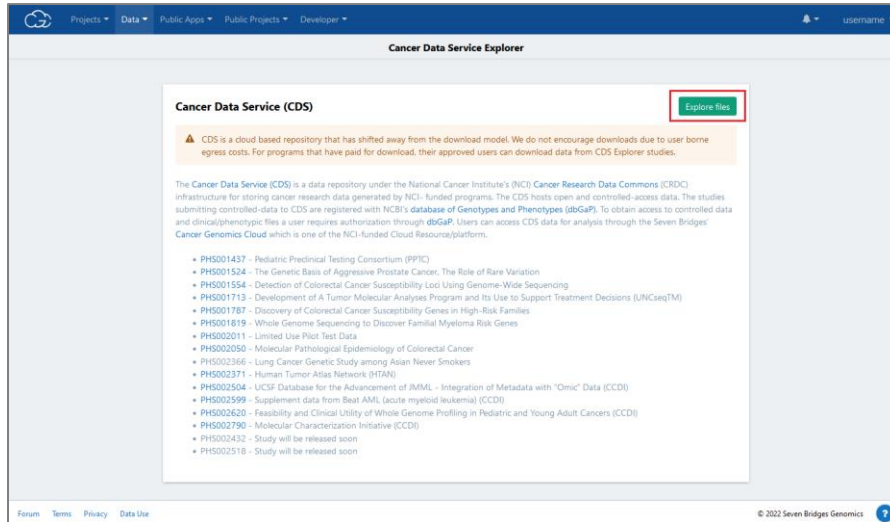 Projects Data Public Apps Public Projects Developer username
Cancer Data Service Explorer
Cancer Data Service (CDS) Explore files
CDS is a cloud based repository that has shifted away from the download model. We do not encourage downloads due to user borne
egress costs. For programs that have paid for download, their approved users can download data from CDS Explorer studies.
The Cancer Data Service (CDS) is a data repository under the National Cancer Institute's (NCI) Cancer Research Data Commons (CRDC)
infrastructure for storing cancer research data generated by NCI- funded programs. The CDS hosts open and controlled-access data. The studies
submitting controlled-data to CDS are registered with NCBI's database of Genotypes and Phenotypes (dbGaP). To obtain access to controlled data
and clinical/phenotypic files a user requires authorization through dbGaP. Users can access CDS data for analysis through the Seven Bridges'
Cancer Genomics Cloud which is one of the NCI-funded Cloud Resource/platform.
• PHS001437 - Pediatric Preclinical Testing Consortium (PPTC)
• PHS001524 - The Genetic Basis of Aggressive Prostate Cancer, The Role of Rare Variation
• PHS001554 - Detection of Colorectal Cancer Susceptibility Loci Using Genome-Wide Sequencing
• PHS001713 - Development of A Tumor Molecular Analyses Program and Its Use to Support Treatment Decisions (UNCseqTM)
• PHS001787 - Discovery of Colorectal Cancer Susceptibility Genes in High-Risk Families
• PHS001819 - Whole Genome Sequencing to Discover Familial Myeloma Risk Genes
• PHS002011 - Limited Use Pilot Test Data
• PHS002050 - Molecular Pathological Epidemiology of Colorectal Cancer
• PHS002366 - Lung Cancer Genetic Study among Asian Never Smokers
• PHS002371 - Human Tumor Atlas Network (HTAN)
• PHS002504 - UCSF Database for the Advancement of JMML - Integration of Metadata with "Omic" Data (CCDI)
• PHS002599 - Supplement data from Beat AML (acute myeloid leukemia) (CCDI)
• PHS002620 - Feasibility and Clinical Utility of Whole Genome Profiling in Pediatric and Young Adult Cancers (CCDI)
• PHS002790 - Molecular Characterization Initiative (CCDI)
• PHS002432 - Study will be released soon
• PHS002518 - Study will be released soon
Forum Terms Privacy Data Use © 2022 Seven Bridges Genomics ?